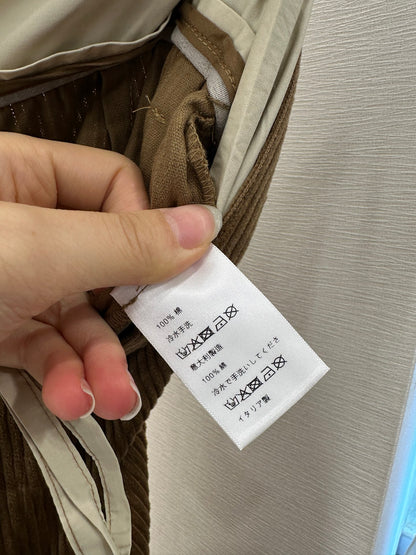 100% 綿
冷水手洗
意大利製造
100% 綿
冷水で手洗いしてくださ
イタリア製